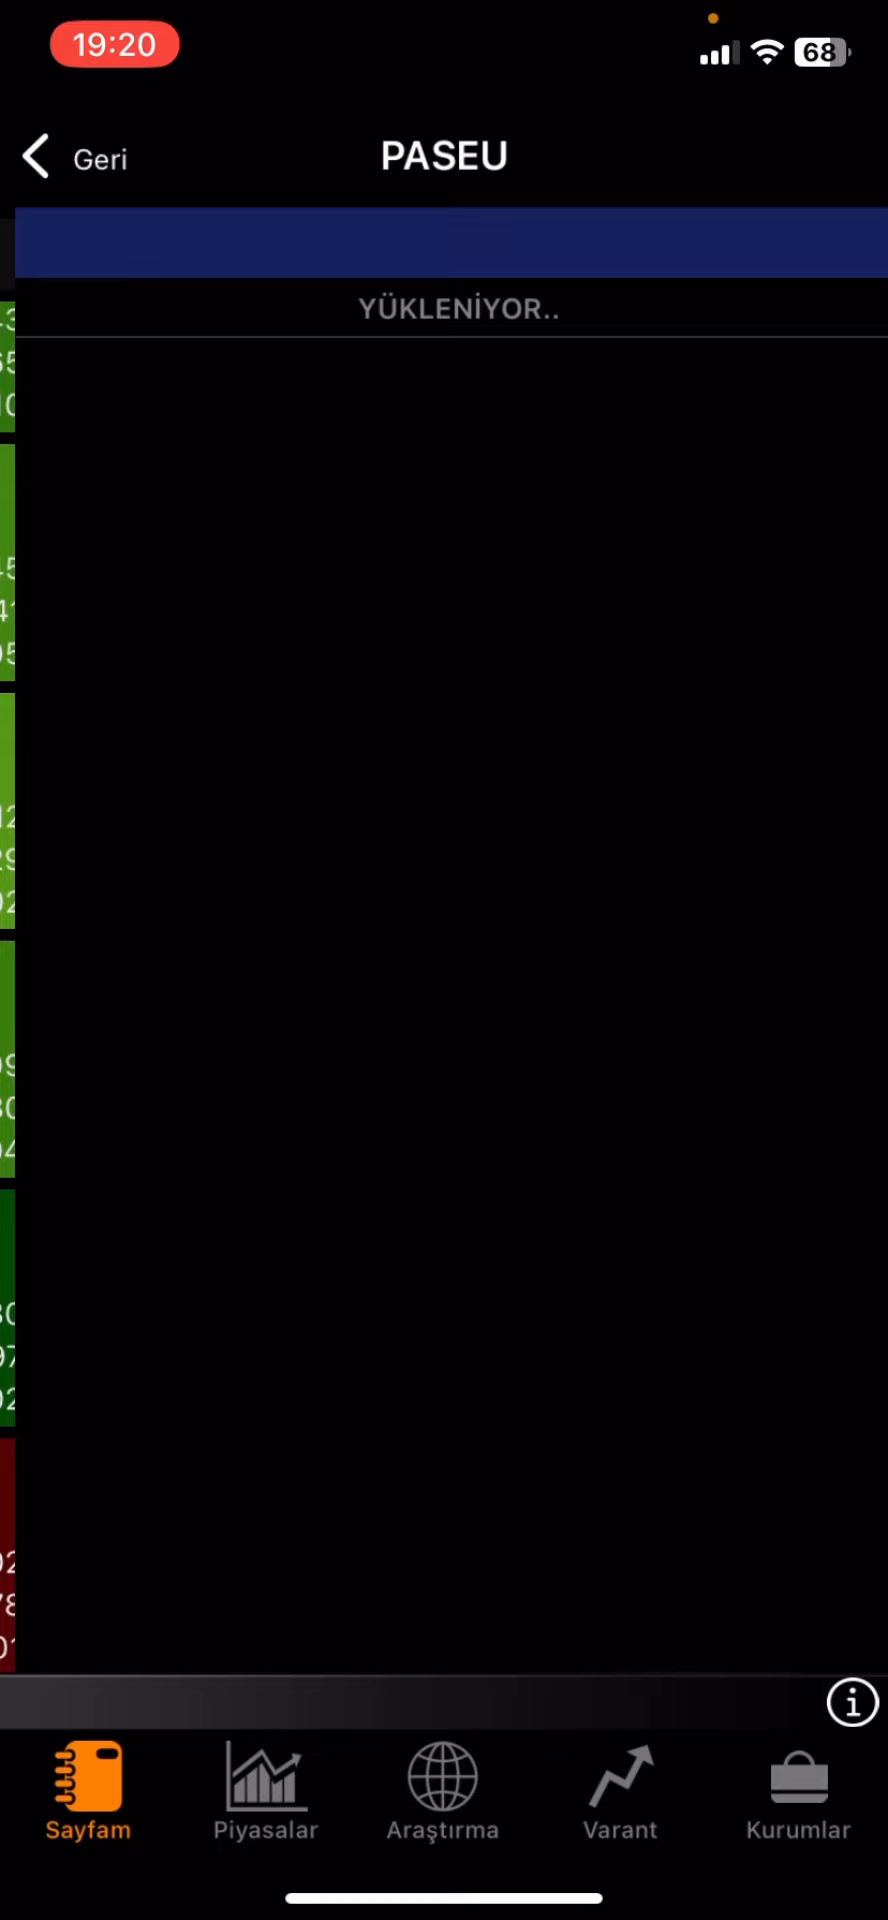 19:20
68
Geri
PASEU
YÜKLENİYOR..
Sayfam
Piyasalar
Araştırma
Varant
Kurumlar